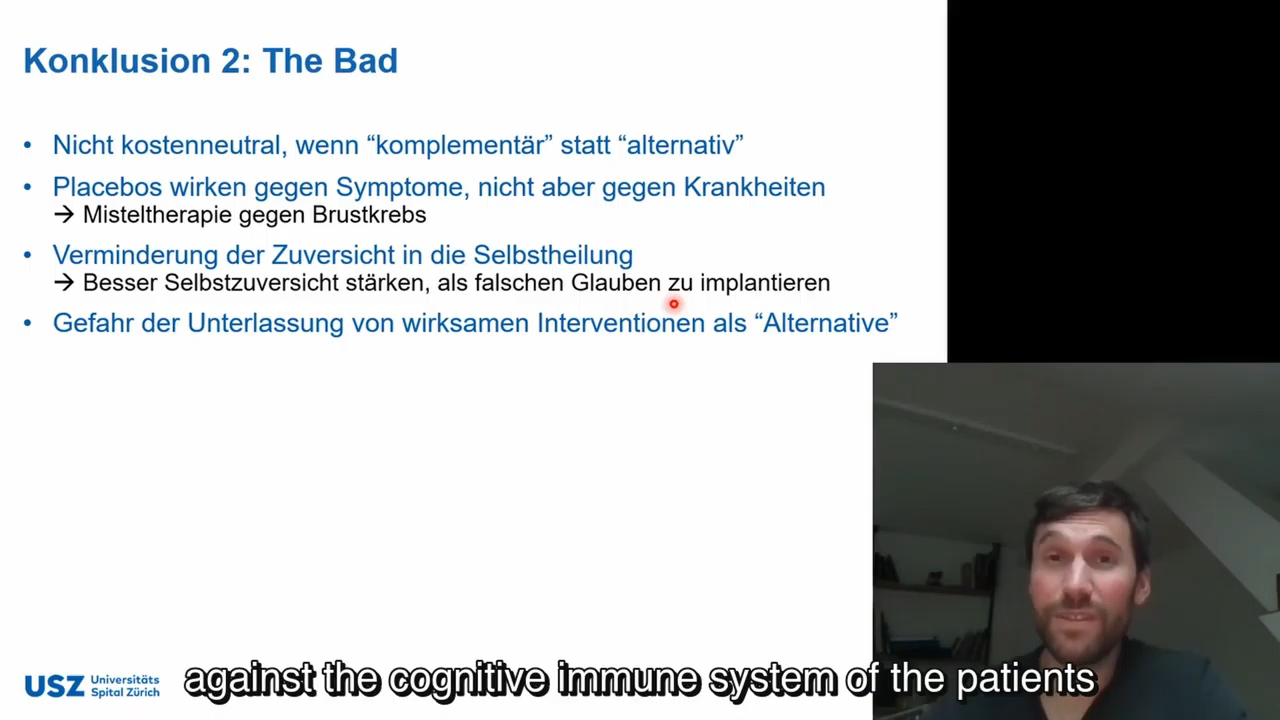 Konklusion 2: The Bad
• Nicht kostenneutral, wenn “komplementär” statt “alternativ”
• Placebos wirken gegen Symptome, nicht aber gegen Krankheiten
→ Misteltherapie gegen Brustkrebs
• Verminderung der Zuversicht in die Selbstheilung
→ Besser Selbstzuversicht stärken, als falschen Glauben zu implantieren
• Gefahr der Unterlassung von wirksamen Interventionen als “Alternative”
USZ Universitäts
Spital Zürich
against the cognitive immune system of the patients